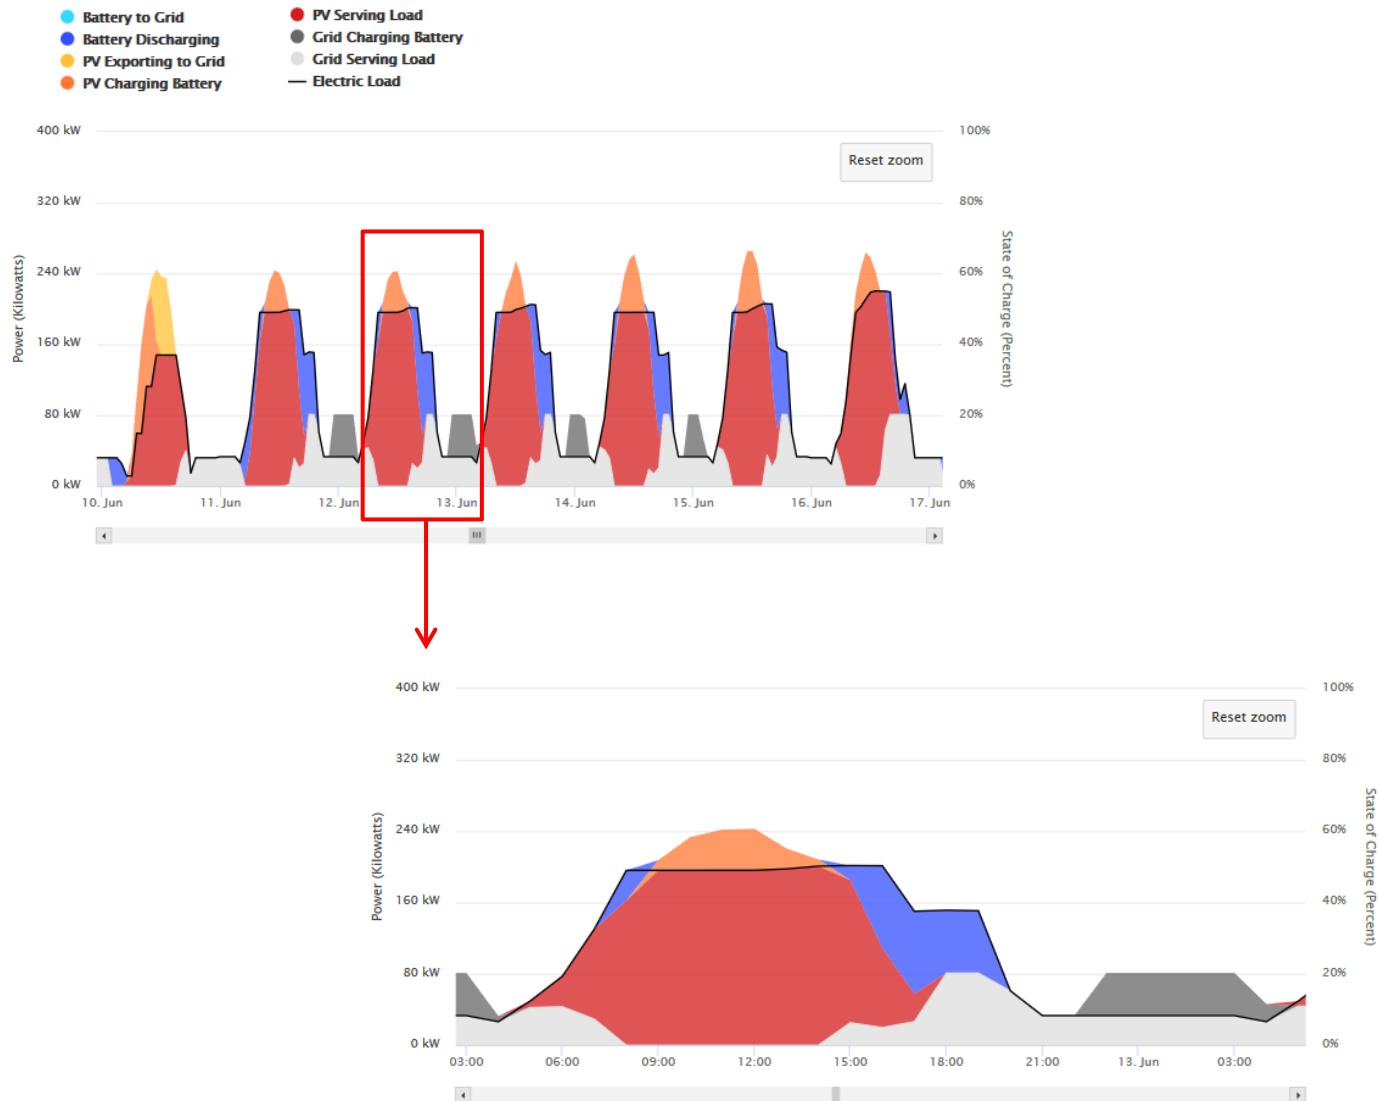 Battery to Grid
Battery Discharging
PV Exporting to Grid
PV Charging Battery
PV Serving Load
Grid Charging Battery
Grid Serving Load
Electric Load
400 kW
320 kW
240 kW
160 kW
80 kW
0 kW
Power (Kilowatts)
Reset zoom
100%
80%
60%
40%
20%
0%
State of Charge (Percent)
10. Jun
11. Jun
12. Jun
13. Jun
14. Jun
15. Jun
16. Jun
17. Jun
400 kW
320 kW
240 kW
160 kW
80 kW
0 kW
Power (Kilowatts)
Reset zoom
100%
80%
60%
40%
20%
0%
State of Charge (Percent)
03:00
06:00
09:00
12:00
15:00
18:00
21:00
13. Jun
03:00